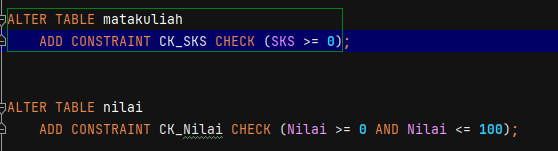 ALTER TABLE matakuliah
ADD CONSTRAINT CK_SKS CHECK (SKS >= 0);
ALTER TABLE nilai
ADD CONSTRAINT CK_Nilai CHECK (Nilai >= 0 AND Nilai <= 100);